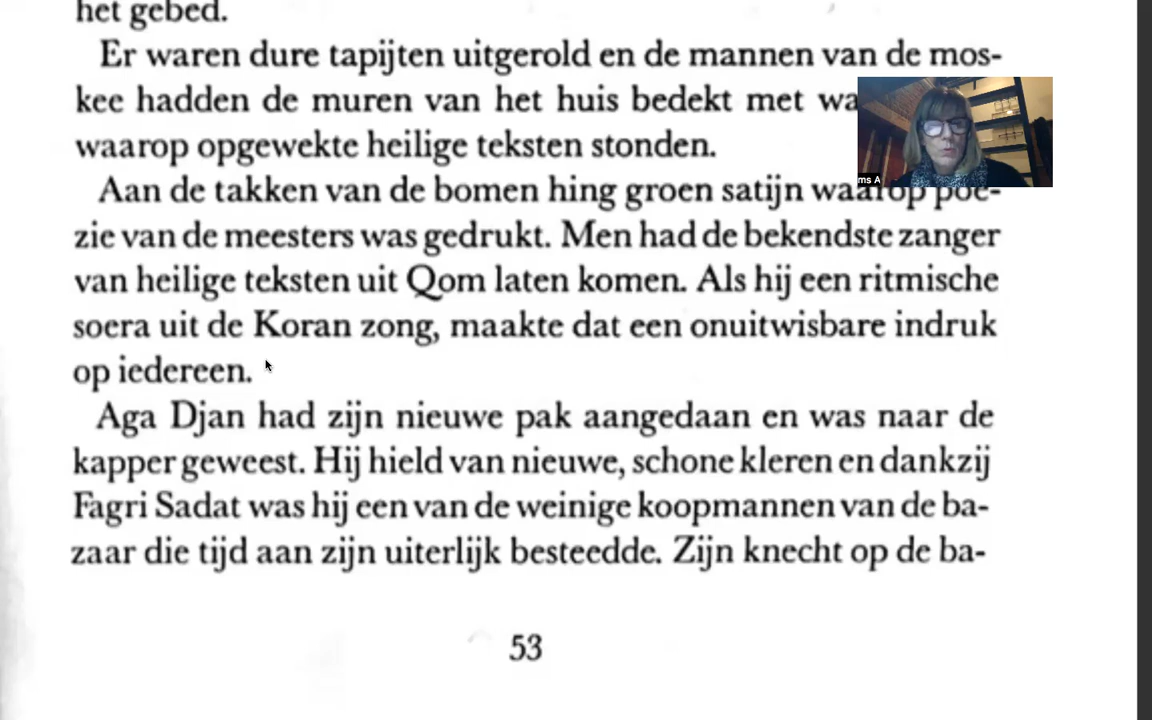 het gebed.
Er waren dure tapijten uitgerold en de mannen van de mos-
kee hadden de muren van het huis bedekt met
waarop opgewekte heilige teksten stonden.
Aan de takken van de bomen hing groen satijn waarop poë-
zie van de meesters was gedrukt. Men had de bekendste zanger
van heilige teksten uit Qom laten komen. Als hij een ritmische
soera uit de Koran zong, maakte dat een onuitwisbare indruk
op iedereen.
Aga Djan had zijn nieuwe pak aangedaan en was naar de
kapper geweest. Hij hield van nieuwe, schone kleren en dankzij
Fagri Sadat was hij een van de weinige koopmannen van de ba-
zaar die tijd aan zijn uiterlijk besteedde. Zijn knecht op de ba-
53
ms A